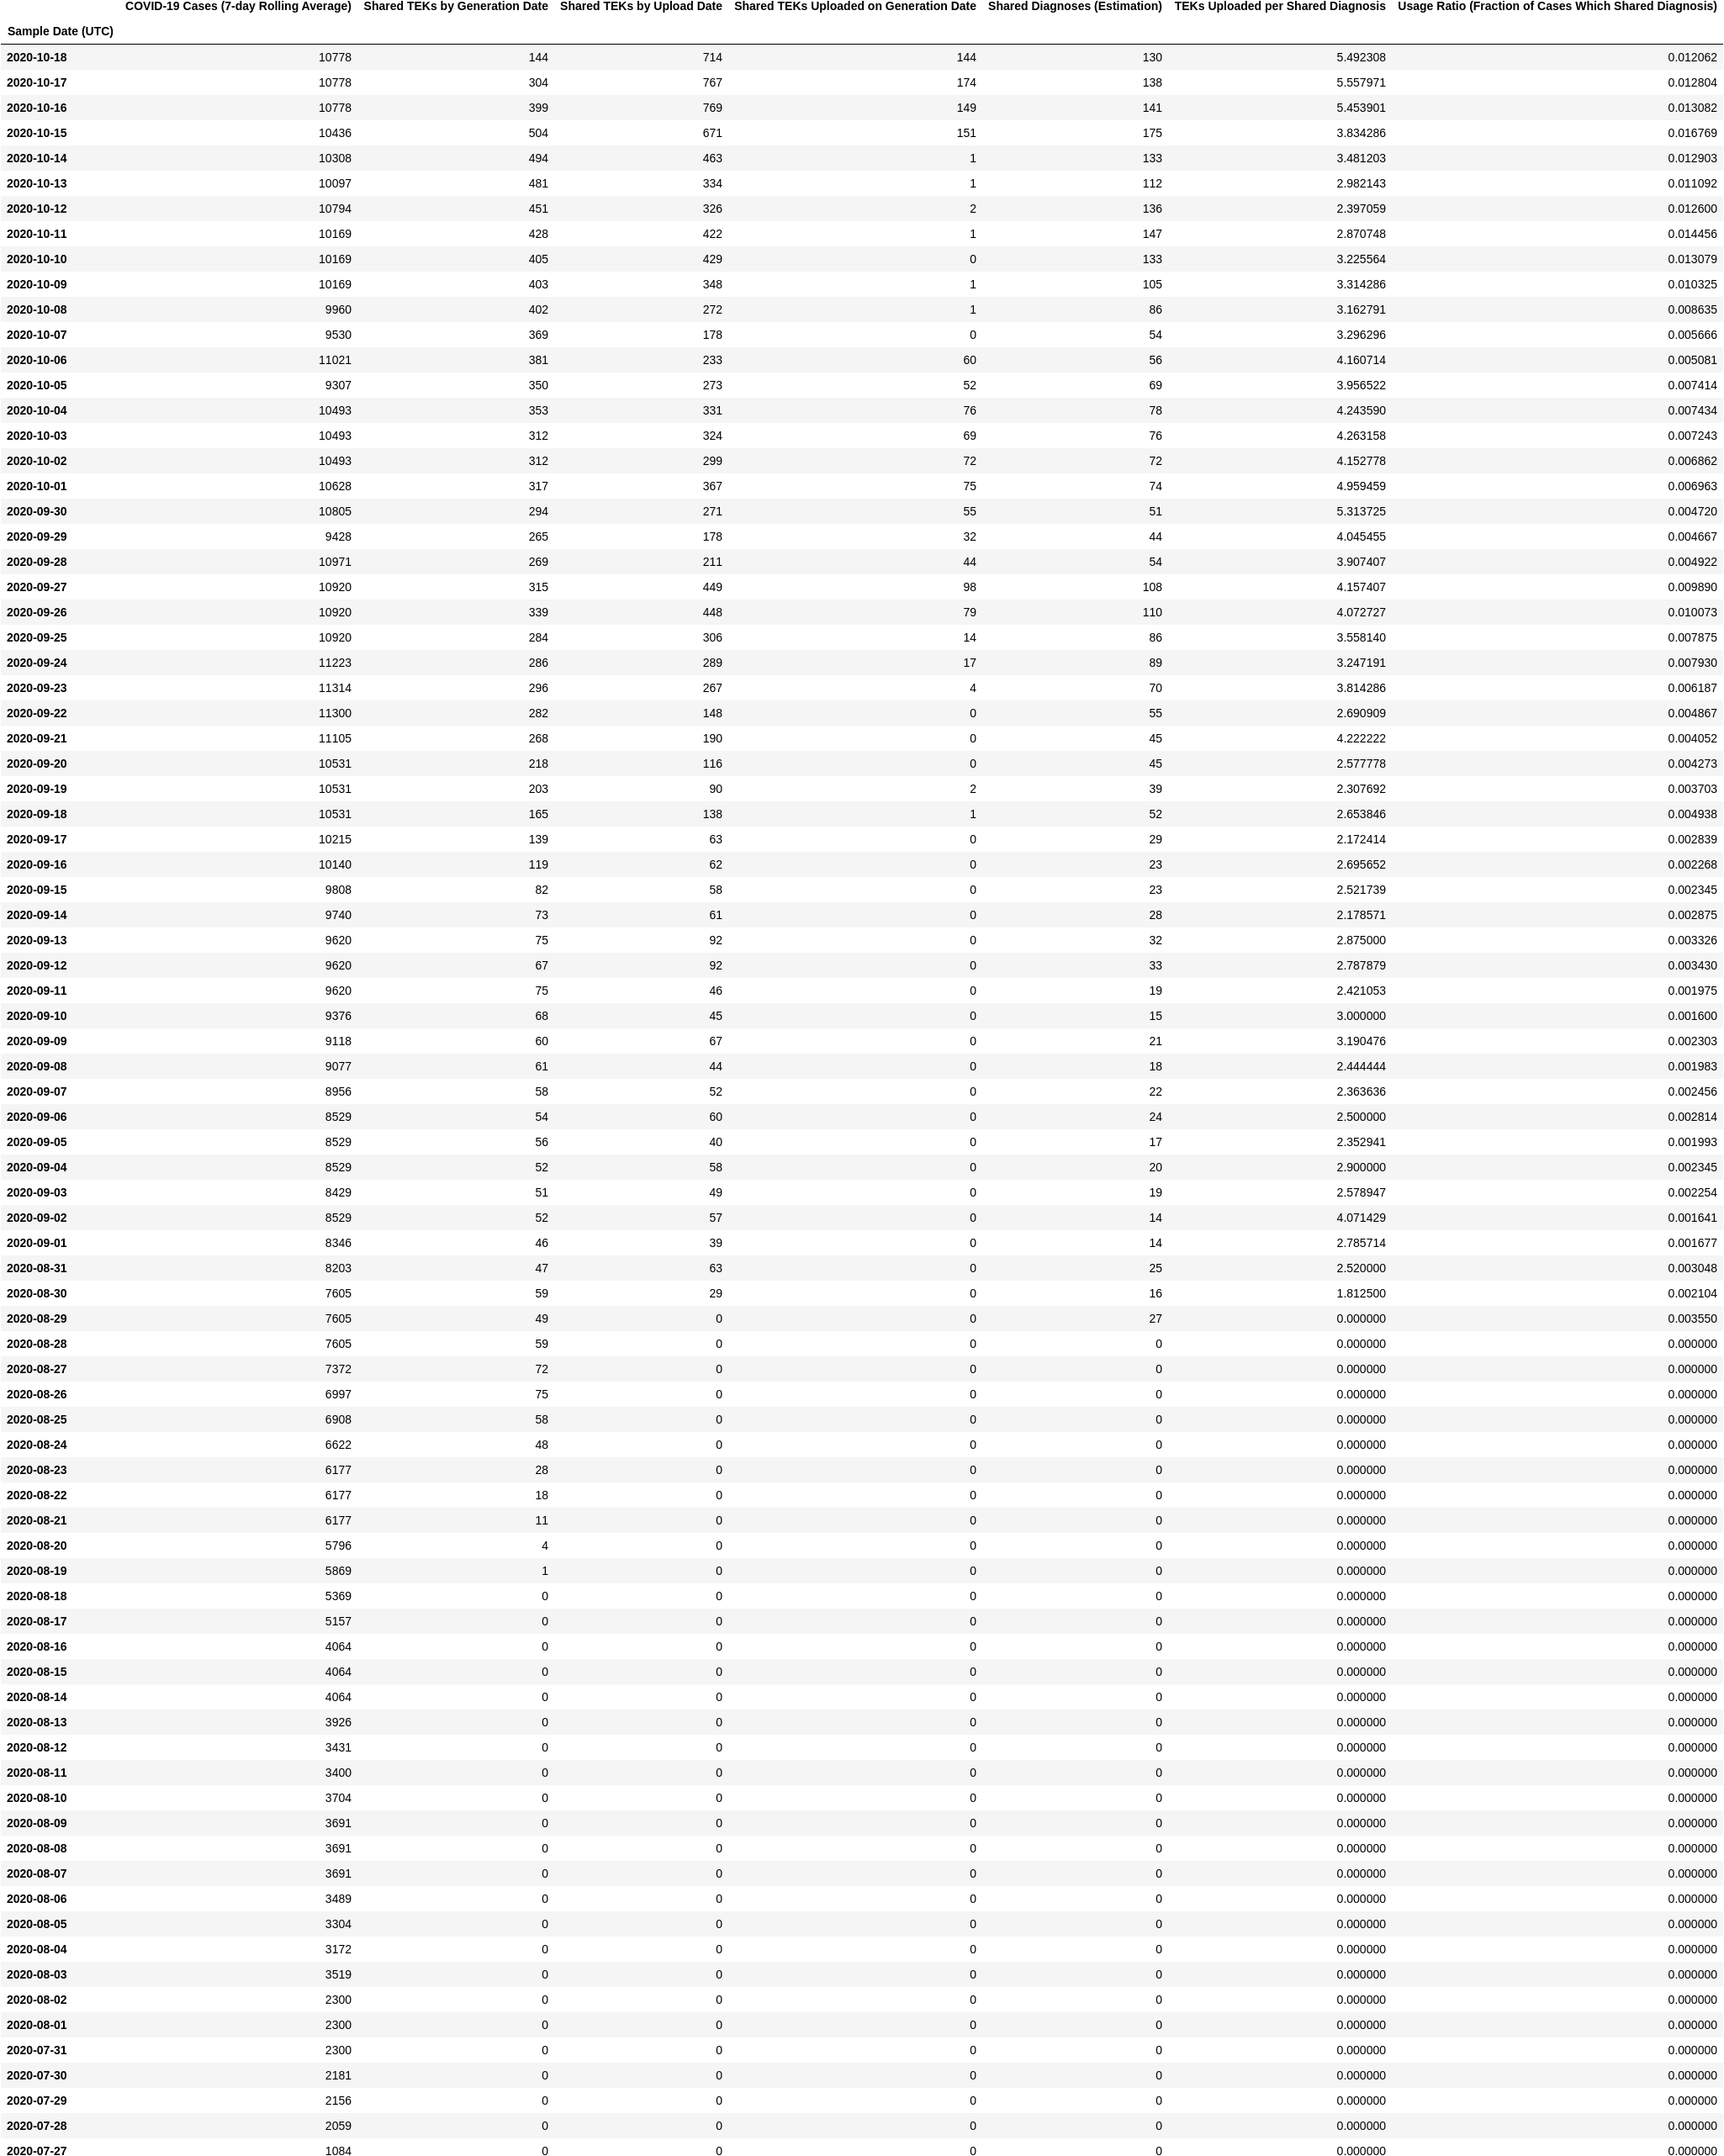 COVID-19 Cases (7-day Rolling Average) Shared TEKs by Generation Date Shared TEKs by Upload Date Shared TEKs Uploaded on Generation Date Shared Diagnoses (Estimation) TEKs Uploaded per Shared Diagnosis Usage Ratio (Fraction of Cases Which Shared Diagnosis)
Sample Date (UTC)
2020-10-18 10778 144 714 144 130 5.492308 0.012062
2020-10-17 10778 304 767 174 138 5.557971 0.012804
2020-10-16 10778 399 769 149 141 5.453901 0.013082
2020-10-15 10436 504 671 151 175 3.834286 0.016769
2020-10-14 10308 494 463 1 133 3.481203 0.012903
2020-10-13 10097 481 334 1 112 2.982143 0.011092
2020-10-12 10794 451 326 2 136 2.397059 0.012600
2020-10-11 10169 428 422 1 147 2.870748 0.014456
2020-10-10 10169 405 429 0 133 3.225564 0.013079
2020-10-09 10169 403 348 1 105 3.314286 0.010325
2020-10-08 9960 402 272 1 86 3.162791 0.008635
2020-10-07 9530 369 178 0 54 3.296296 0.005666
2020-10-06 11021 381 233 60 56 4.160714 0.005081
2020-10-05 9307 350 273 52 69 3.956522 0.007414
2020-10-04 10493 353 331 76 78 4.243590 0.007434
2020-10-03 10493 312 324 69 76 4.263158 0.007243
2020-10-02 10493 312 299 72 72 4.152778 0.006862
2020-10-01 10628 317 367 75 74 4.959459 0.006963
2020-09-30 10805 294 271 55 51 5.313725 0.004720
2020-09-29 9428 265 178 32 44 4.045455 0.004667
2020-09-28 10971 269 211 44 54 3.907407 0.004922
2020-09-27 10920 315 449 98 108 4.157407 0.009890
2020-09-26 10920 339 448 79 110 4.072727 0.010073
2020-09-25 10920 284 306 14 86 3.558140 0.007875
2020-09-24 11223 286 289 17 89 3.247191 0.007930
2020-09-23 11314 296 267 4 70 3.814286 0.006187
2020-09-22 11300 282 148 0 55 2.690909 0.004867
2020-09-21 11105 268 190 0 45 4.222222 0.004052
2020-09-20 10531 218 116 0 45 2.577778 0.004273
2020-09-19 10531 203 90 2 39 2.307692 0.003703
2020-09-18 10531 165 138 1 52 2.653846 0.004938
2020-09-17 10215 139 63 0 29 2.172414 0.002839
2020-09-16 10140 119 62 0 23 2.695652 0.002268
2020-09-15 9808 82 58 0 23 2.521739 0.002345
2020-09-14 9740 73 61 0 28 2.178571 0.002875
2020-09-13 9620 75 92 0 32 2.875000 0.003326
2020-09-12 9620 67 92 0 33 2.787879 0.003430
2020-09-11 9620 75 46 0 19 2.421053 0.001975
2020-09-10 9376 68 45 0 15 3.000000 0.001600
2020-09-09 9118 60 67 0 21 3.190476 0.002303
2020-09-08 9077 61 44 0 18 2.444444 0.001983
2020-09-07 8956 58 52 0 22 2.363636 0.002456
2020-09-06 8529 54 60 0 24 2.500000 0.002814
2020-09-05 8529 56 40 0 17 2.352941 0.001993
2020-09-04 8529 52 58 0 20 2.900000 0.002345
2020-09-03 8429 51 49 0 19 2.578947 0.002254
2020-09-02 8529 52 57 0 14 4.071429 0.001641
2020-09-01 8346 46 39 0 14 2.785714 0.001677
2020-08-31 8203 47 63 0 25 2.520000 0.003048
2020-08-30 7605 59 29 0 16 1.812500 0.002104
2020-08-29 7605 49 0 0 27 0.000000 0.003550
2020-08-28 7605 59 0 0 0 0.000000 0.000000
2020-08-27 7372 72 0 0 0 0.000000 0.000000
2020-08-26 6997 75 0 0 0 0.000000 0.000000
2020-08-25 6908 58 0 0 0 0.000000 0.000000
2020-08-24 6622 48 0 0 0 0.000000 0.000000
2020-08-23 6177 28 0 0 0 0.000000 0.000000
2020-08-22 6177 18 0 0 0 0.000000 0.000000
2020-08-21 6177 11 0 0 0 0.000000 0.000000
2020-08-20 5796 4 0 0 0 0.000000 0.000000
2020-08-19 5869 1 0 0 0 0.000000 0.000000
2020-08-18 5369 0 0 0 0 0.000000 0.000000
2020-08-17 5157 0 0 0 0 0.000000 0.000000
2020-08-16 4064 0 0 0 0 0.000000 0.000000
2020-08-15 4064 0 0 0 0 0.000000 0.000000
2020-08-14 4064 0 0 0 0 0.000000 0.000000
2020-08-13 3926 0 0 0 0 0.000000 0.000000
2020-08-12 3431 0 0 0 0 0.000000 0.000000
2020-08-11 3400 0 0 0 0 0.000000 0.000000
2020-08-10 3704 0 0 0 0 0.000000 0.000000
2020-08-09 3691 0 0 0 0 0.000000 0.000000
2020-08-08 3691 0 0 0 0 0.000000 0.000000
2020-08-07 3691 0 0 0 0 0.000000 0.000000
2020-08-06 3489 0 0 0 0 0.000000 0.000000
2020-08-05 3304 0 0 0 0 0.000000 0.000000
2020-08-04 3172 0 0 0 0 0.000000 0.000000
2020-08-03 3519 0 0 0 0 0.000000 0.000000
2020-08-02 2300 0 0 0 0 0.000000 0.000000
2020-08-01 2300 0 0 0 0 0.000000 0.000000
2020-07-31 2300 0 0 0 0 0.000000 0.000000
2020-07-30 2181 0 0 0 0 0.000000 0.000000
2020-07-29 2156 0 0 0 0 0.000000 0.000000
2020-07-28 2059 0 0 0 0 0.000000 0.000000
2020-07-27 1084 0 0 0 0 0.000000 0.000000